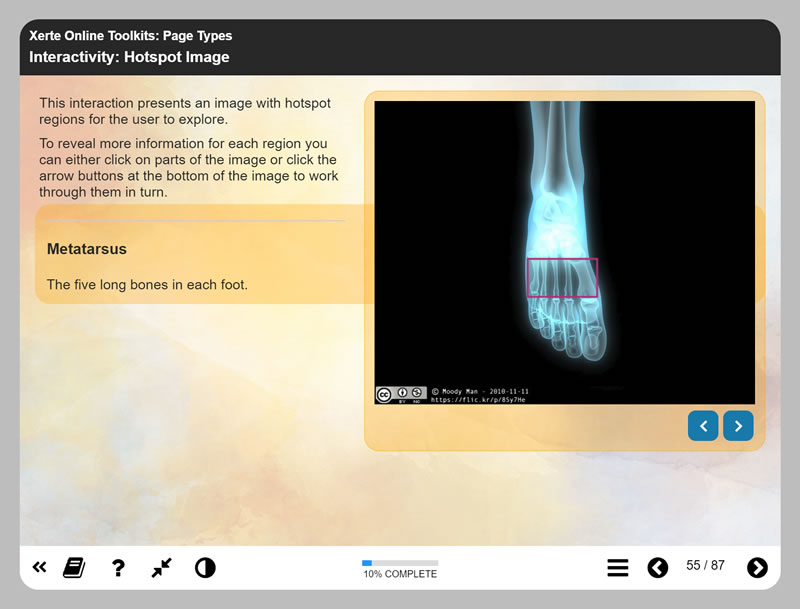 Xerte Online Toolkits: Page Types
Interactivity: Hotspot Image
This interaction presents an image with hotspot
regions for the user to explore.
To reveal more information for each region you
can either click on parts of the image or click the
arrow buttons at the bottom of the image to work
through them in turn.
Metatarsus
The five long bones in each foot.
cc
BY NC
© Moody Man - 2010-11-11
https://flic.kr/p/8Sy7He
?
10% COMPLETE
55 / 87